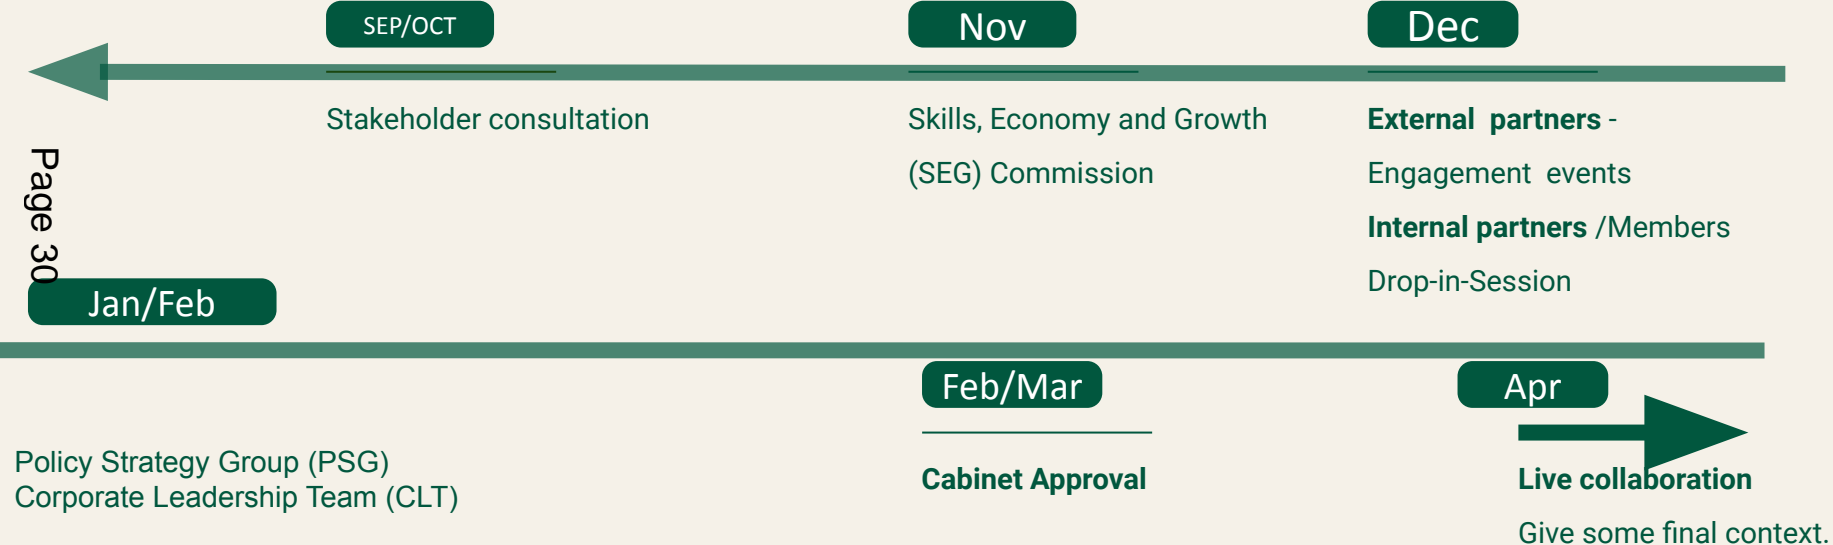 SEP/OCT
Stakeholder consultation
Nov
Skills, Economy and Growth
(SEG) Commission
Dec
External partners -
Engagement events
Internal partners /Members
Drop-in-Session
Page 30
Jan/Feb
Policy Strategy Group (PSG)
Corporate Leadership Team (CLT)
Feb/Mar
Cabinet Approval
Apr
Live collaboration
Give some final context.